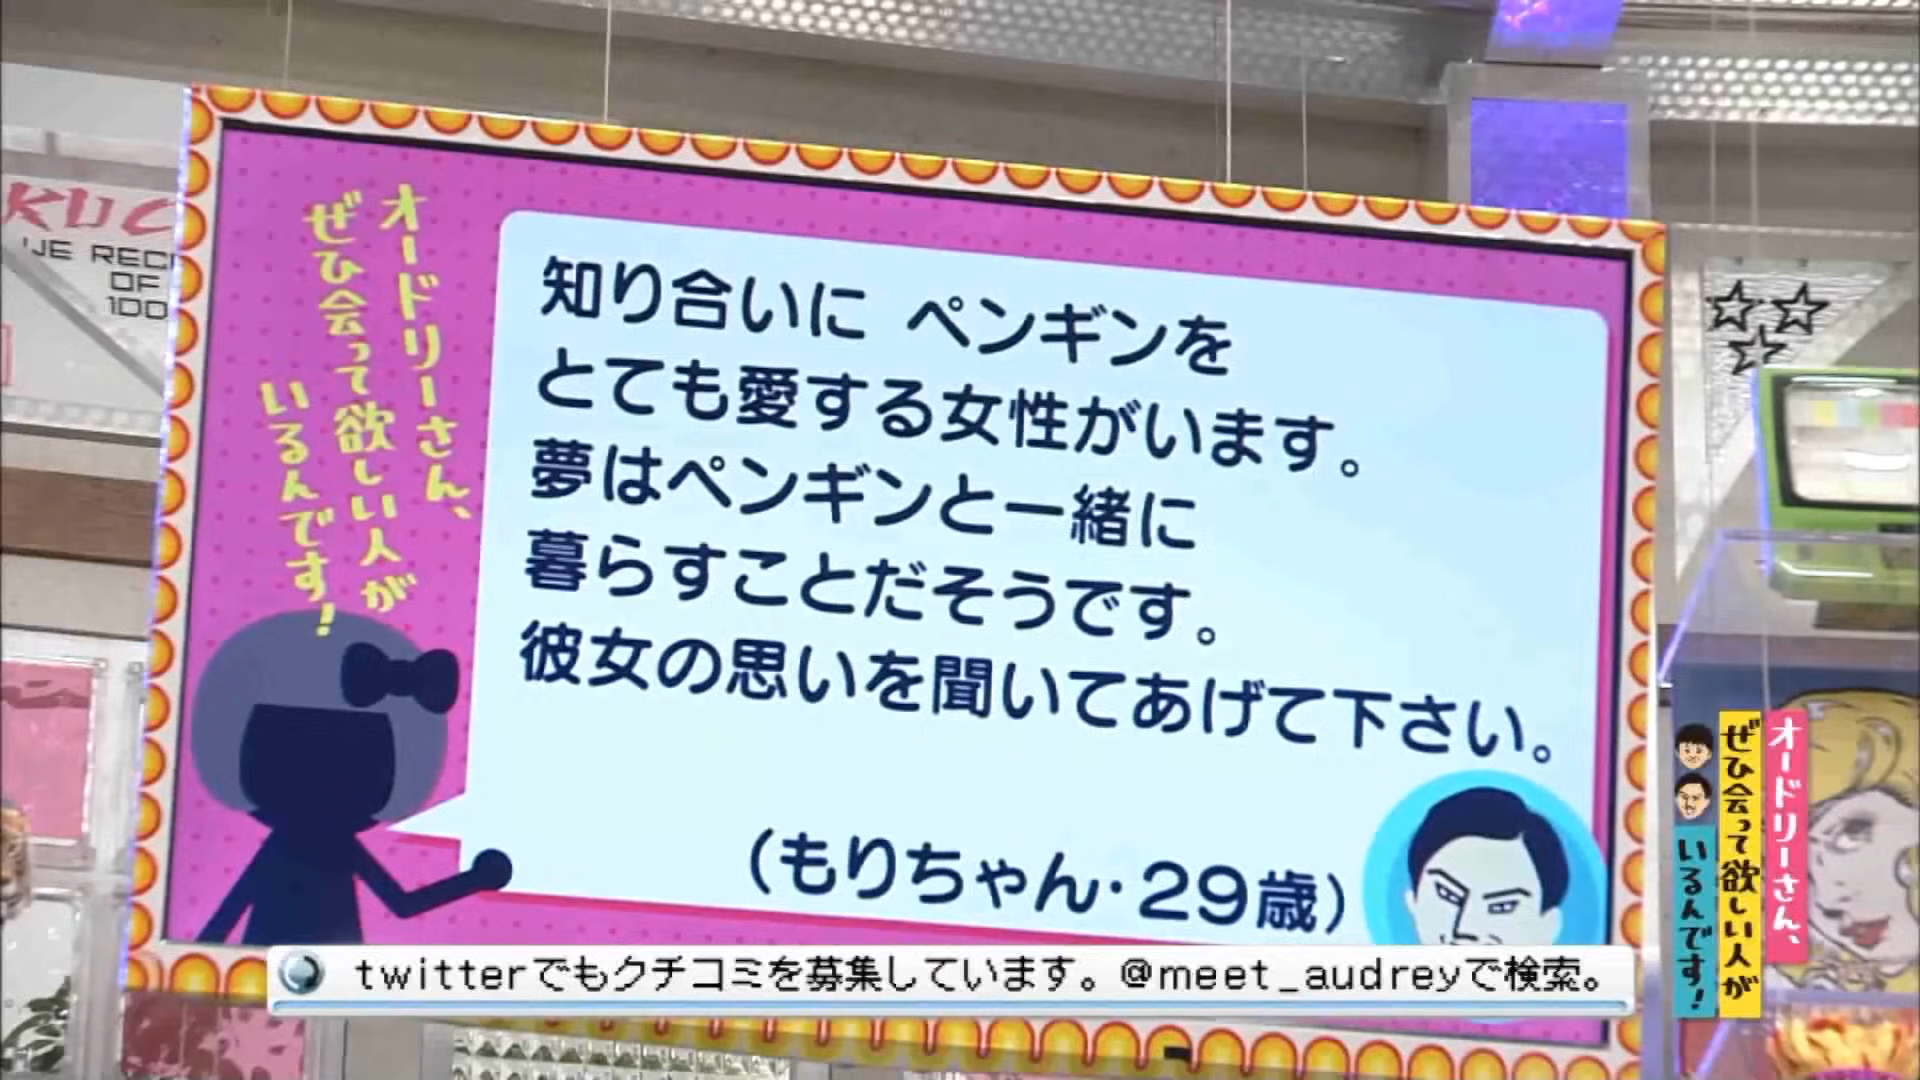 オードリーさん、
ぜひ会って欲しい人が
いるんです!
知り合いに ペンギンを
とても愛する女性がいます。
夢はペンギンと一緒に
暮らすことだそうです。
彼女の思いを聞いてあげて下さい。
(もりちゃん・29歳)
twitterでもクチコミを募集しています。@meet_audreyで検索。
オードリーさん、
ぜひ会って欲しい人が
いるんです!
OF
100